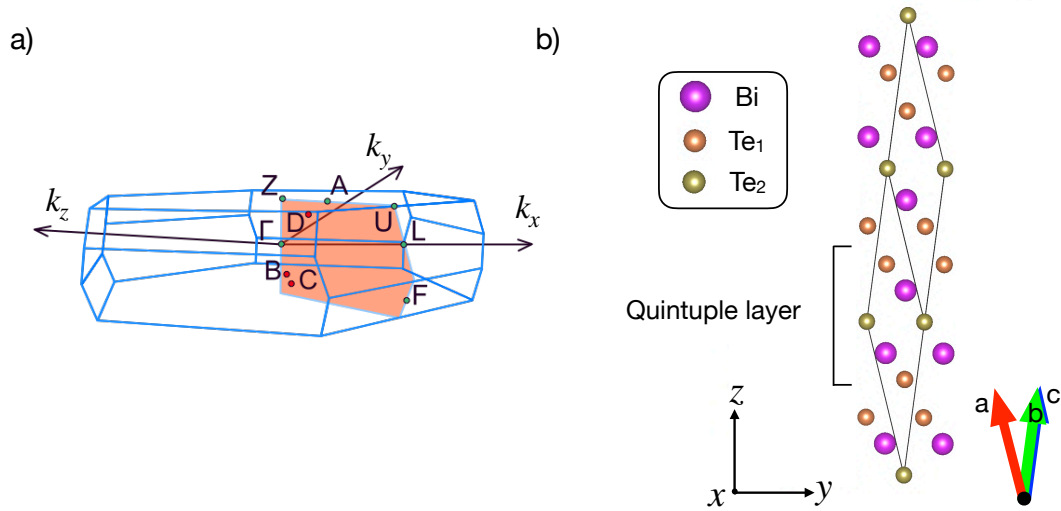 a)
k_z
k_y
k_x
Z
A
D
U
Γ
L
B
C
F
b)
Bi
Te₁
Te₂
Quintuple layer
z
x
y
a
b
c